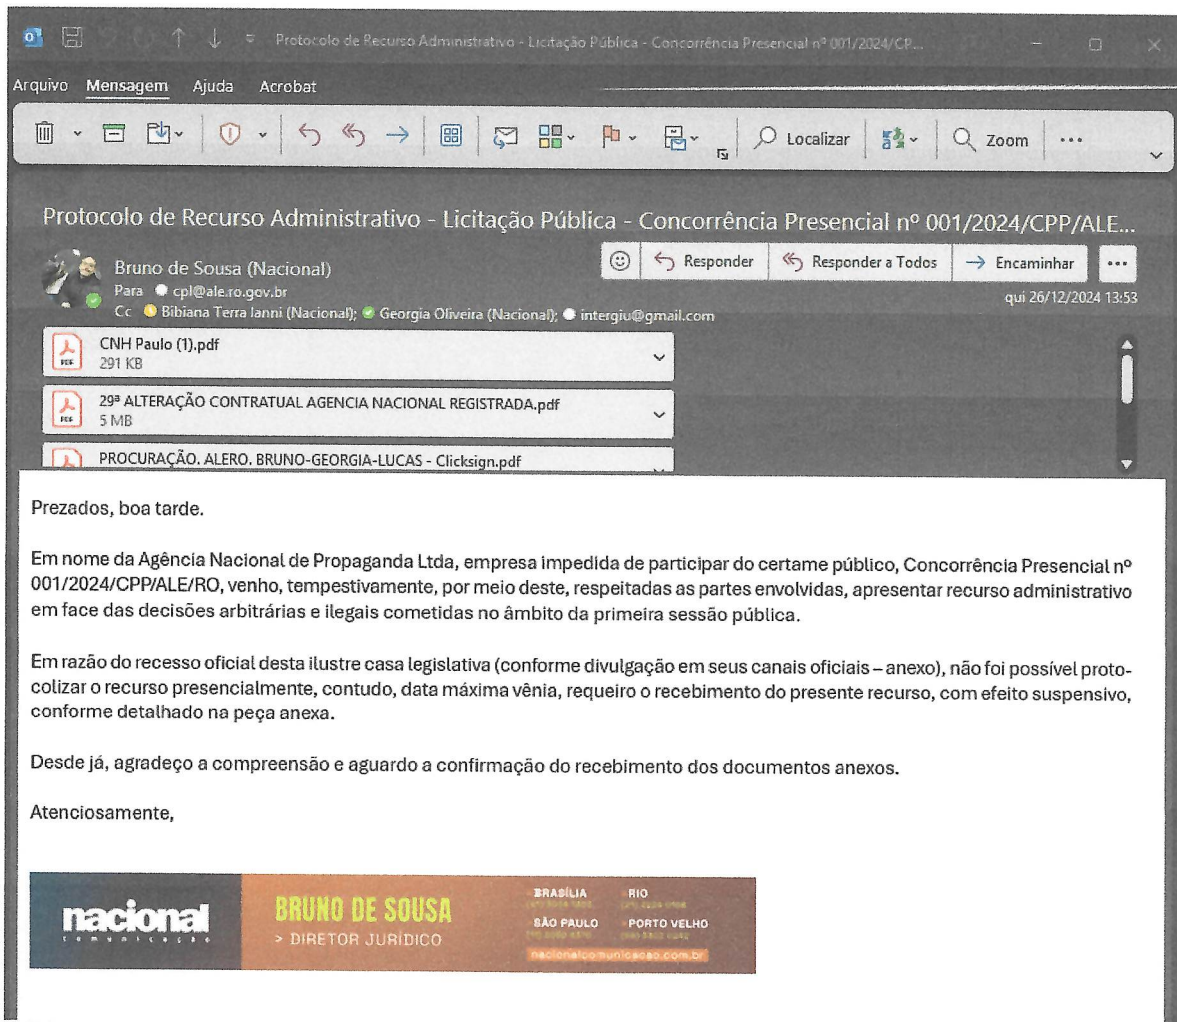 Protocolo de Recurso Administrativo - Licitação Pública - Concorrência Presencial nº 001/2024/CP...
Arquivo Mensagem Ajuda Acrobat
Localizar Zoom ...
Protocolo de Recurso Administrativo - Licitação Pública - Concorrência Presencial nº 001/2024/CPP/ALE...
Bruno de Sousa (Nacional)
Responder Responder a Todos Encaminhar ...
Para cpl@ale.ro.gov.br
qui 26/12/2024 13:53
Cc Bibiana Terra Ianni (Nacional); Georgia Oliveira (Nacional); intergiu@gmail.com
CNH Paulo (1).pdf
291 KB
29ª ALTERAÇÃO CONTRATUAL AGENCIA NACIONAL REGISTRADA.pdf
5 MB
PROCURAÇÃO. ALERO. BRUNO-GEORGIA-LUCAS - Clicksign.pdf
Prezados, boa tarde.
Em nome da Agência Nacional de Propaganda Ltda, empresa impedida de participar do certame público, Concorrência Presencial nº
001/2024/CPP/ALE/RO, venho, tempestivamente, por meio deste, respeitadas as partes envolvidas, apresentar recurso administrativo
em face das decisões arbitrárias e ilegais cometidas no âmbito da primeira sessão pública.
Em razão do recesso oficial desta ilustre casa legislativa (conforme divulgação em seus canais oficiais – anexo), não foi possível proto-
colizar o recurso presencialmente, contudo, data máxima vênia, requeiro o recebimento do presente recurso, com efeito suspensivo,
conforme detalhado na peça anexa.
Desde já, agradeço a compreensão e aguardo a confirmação do recebimento dos documentos anexos.
Atenciosamente,
nacional
comunicação
BRUNO DE SOUSA
> DIRETOR JURÍDICO
BRASÍLIA RIO
SÃO PAULO PORTO VELHO
nacionalcomunicacao.com.br